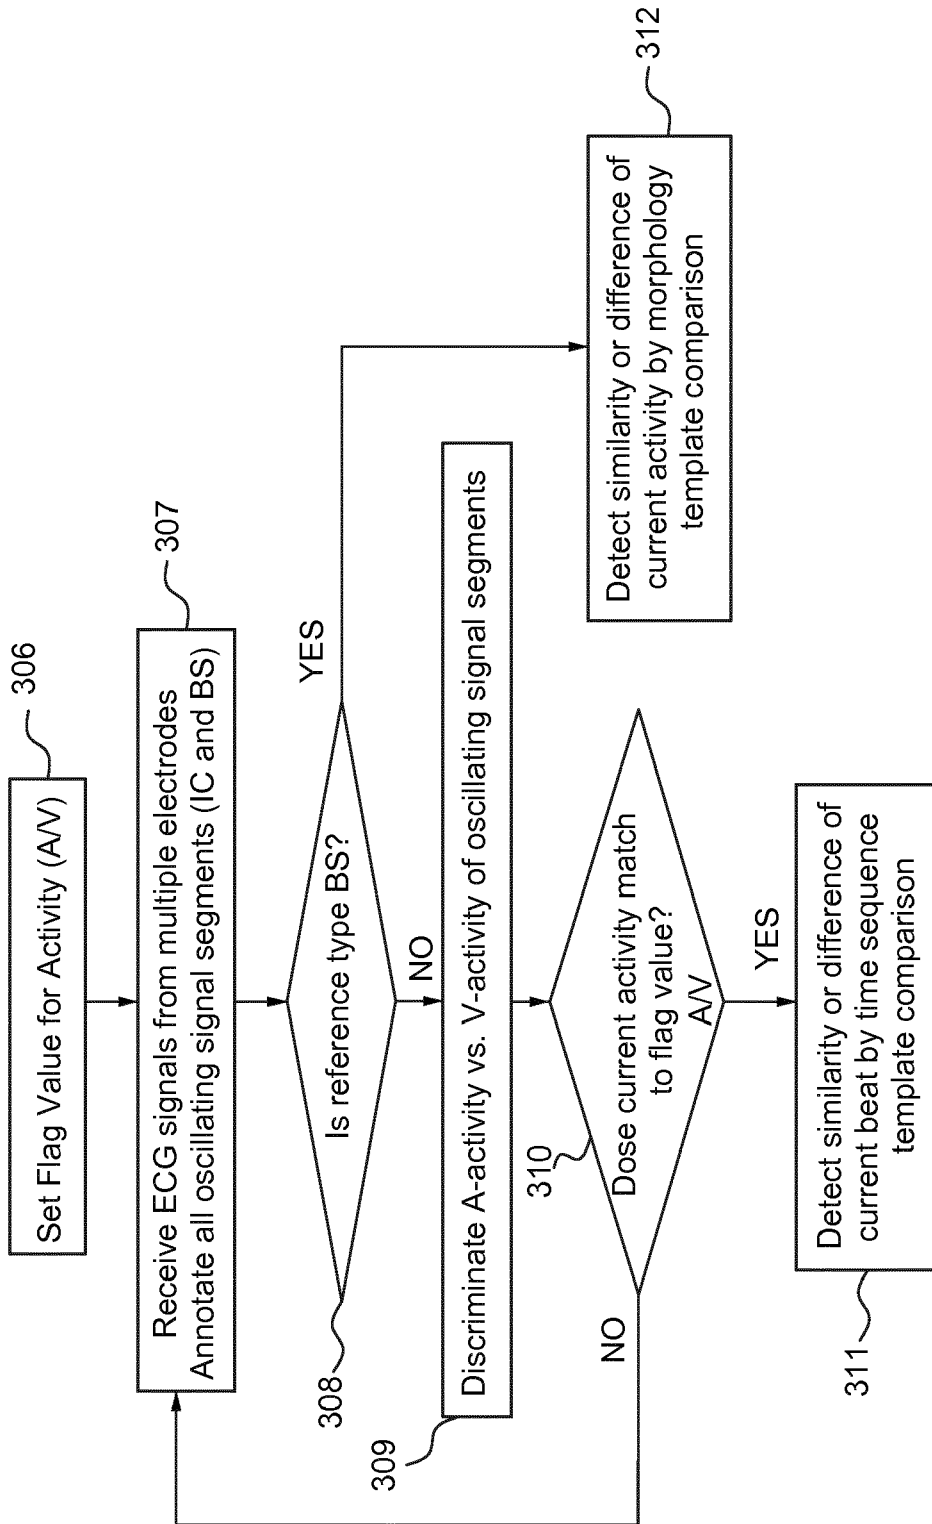 306
Set Flag Value for Activity (A/V)
307
Receive ECG signals from multiple electrodes
Annotate all oscillating signal segments (IC and BS)
308
Is reference type BS?
YES
NO
309
Discriminate A-activity vs. V-activity of oscillating signal segments
310
Dose current activity match
to flag value?
A/V
NO
YES
311
Detect similarity or difference of
current beat by time sequence
template comparison
312
Detect similarity or difference of
current activity by morphology
template comparison